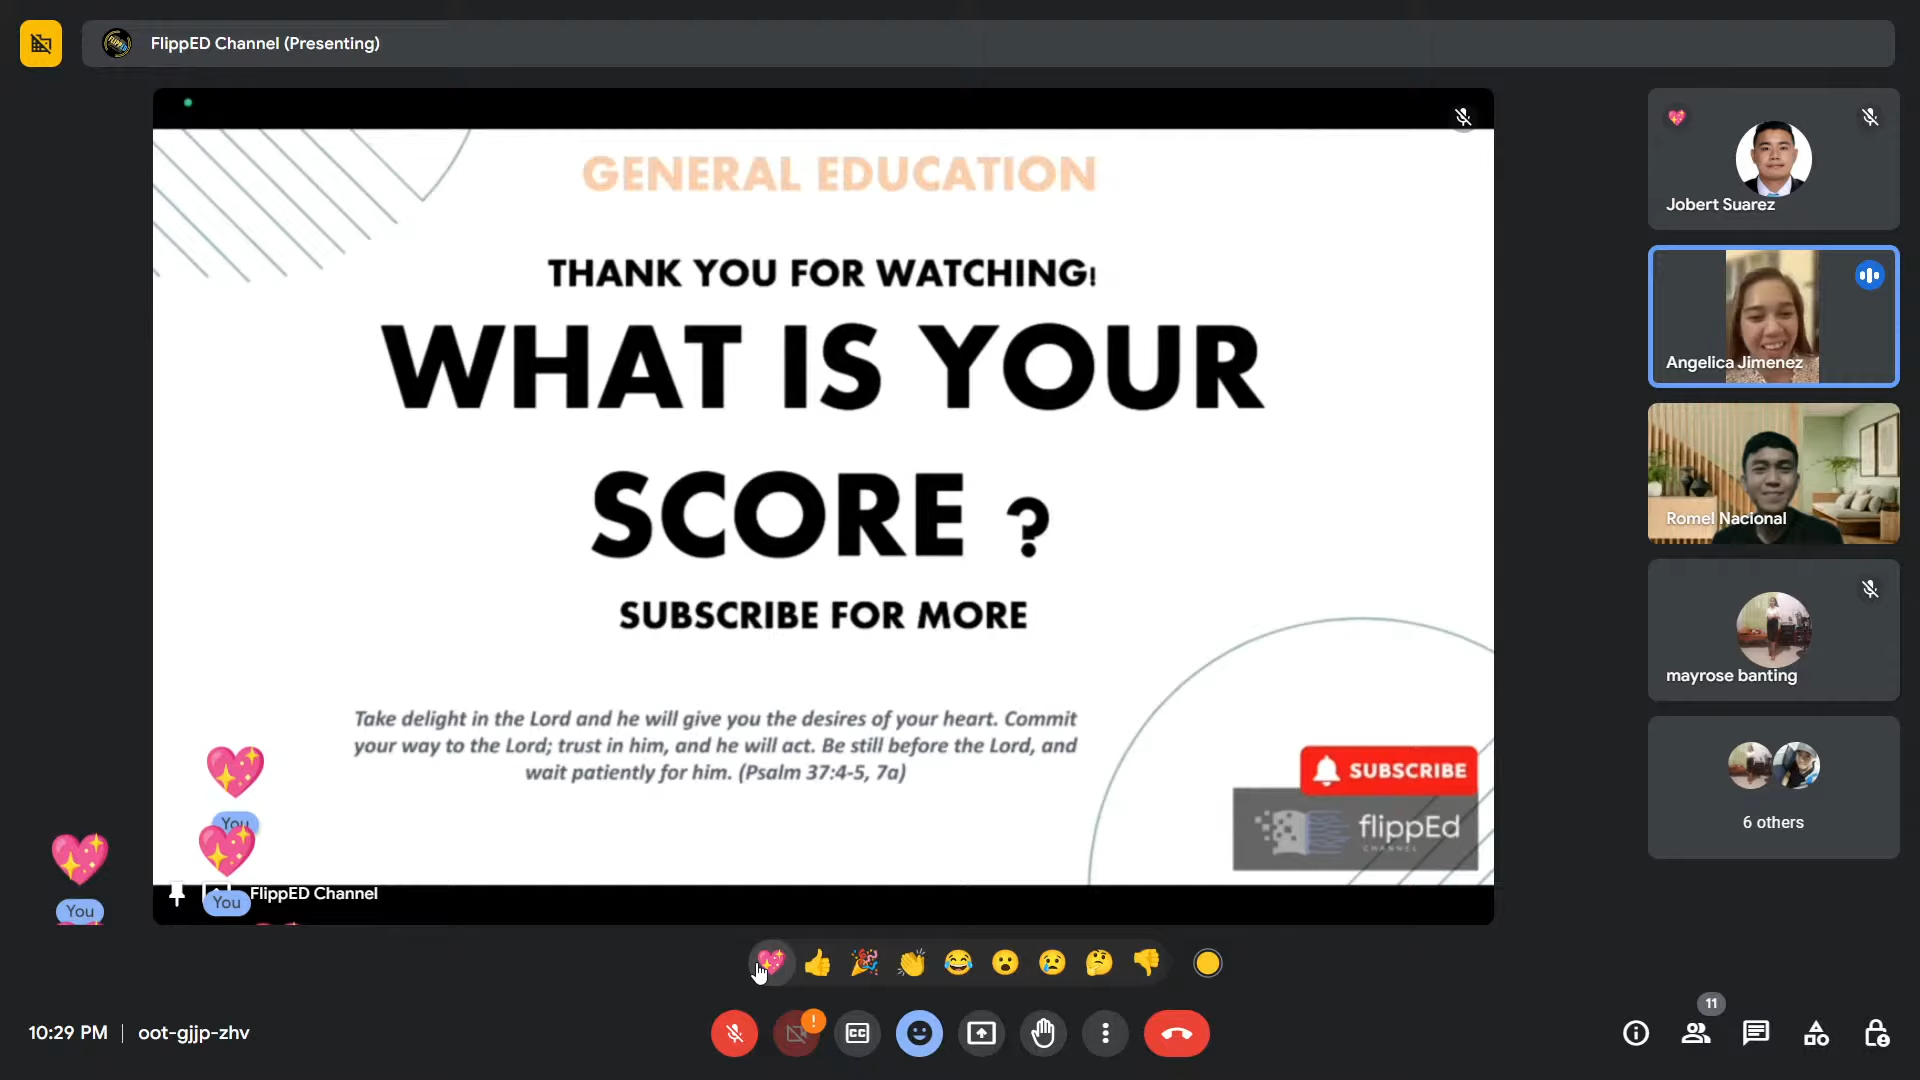 FlippED Channel (Presenting)
GENERAL EDUCATION
THANK YOU FOR WATCHING!
WHAT IS YOUR
SCORE ?
SUBSCRIBE FOR MORE
Take delight in the Lord and he will give you the desires of your heart. Commit
your way to the Lord; trust in him, and he will act. Be still before the Lord, and
wait patiently for him. (Psalm 37:4-5, 7a)
SUBSCRIBE
flippEd
CHANNEL
You
You
You
FlippED Channel
Jobert Suarez
Angelica Jimenez
Romel Nacional
mayrose banting
6 others
10:29 PM
oot-gjjp-zhv
CC
!
11